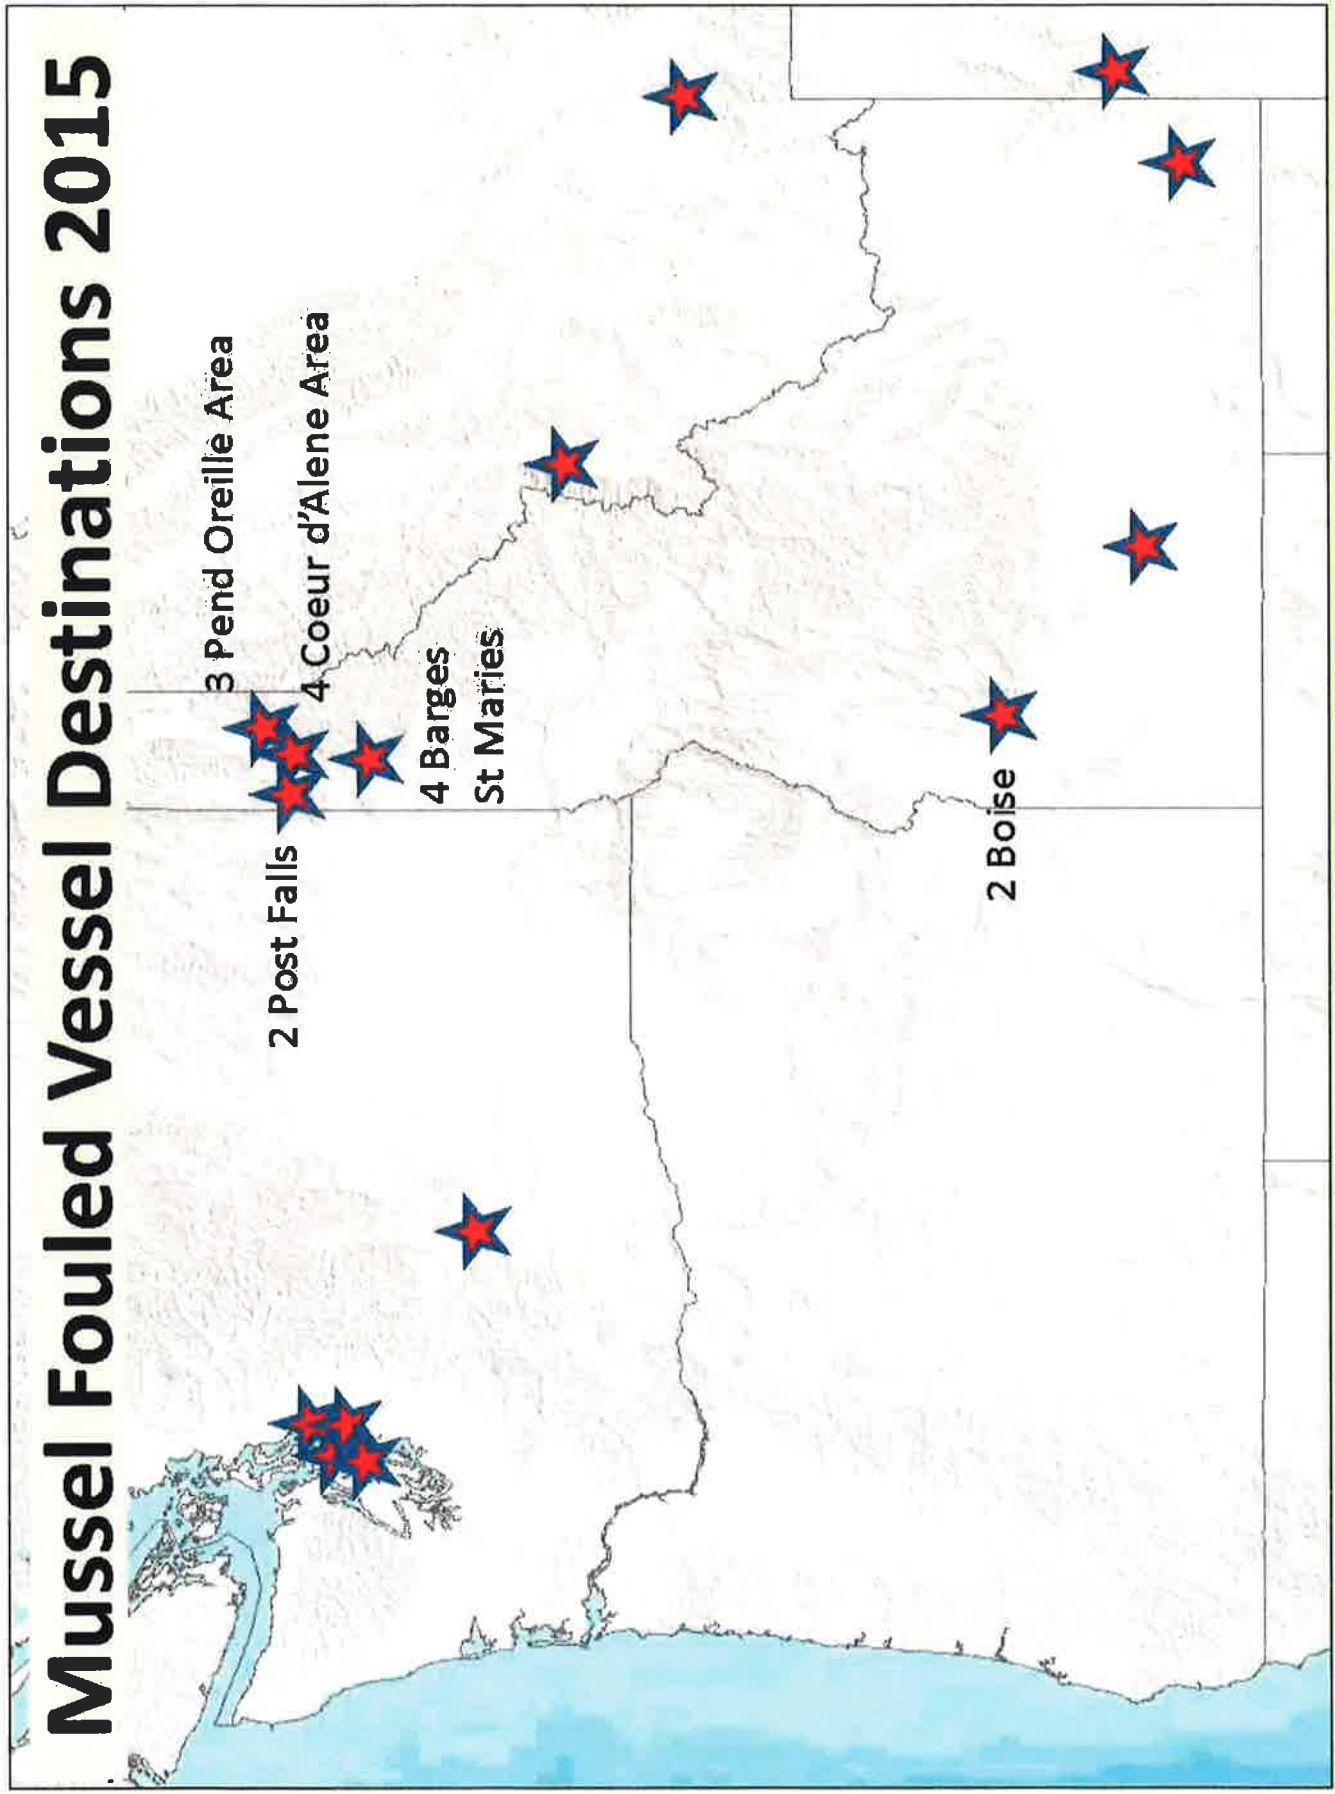 Mussel Fouled Vessel Destinations 2015
3 Pend Oreille Area
2 Post Falls
4 Coeur d'Alene Area
4 Barges
St Maries
2 Boise